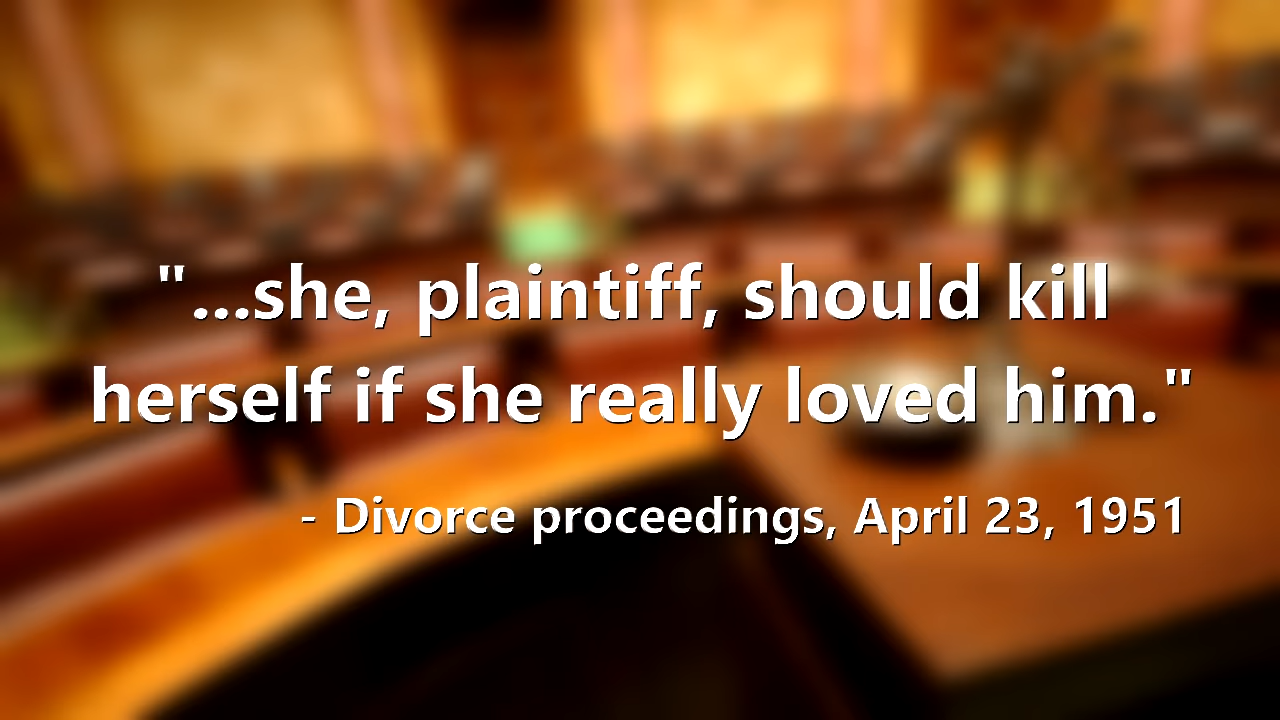 "...she, plaintiff, should kill
herself if she really loved him."
- Divorce proceedings, April 23, 1951